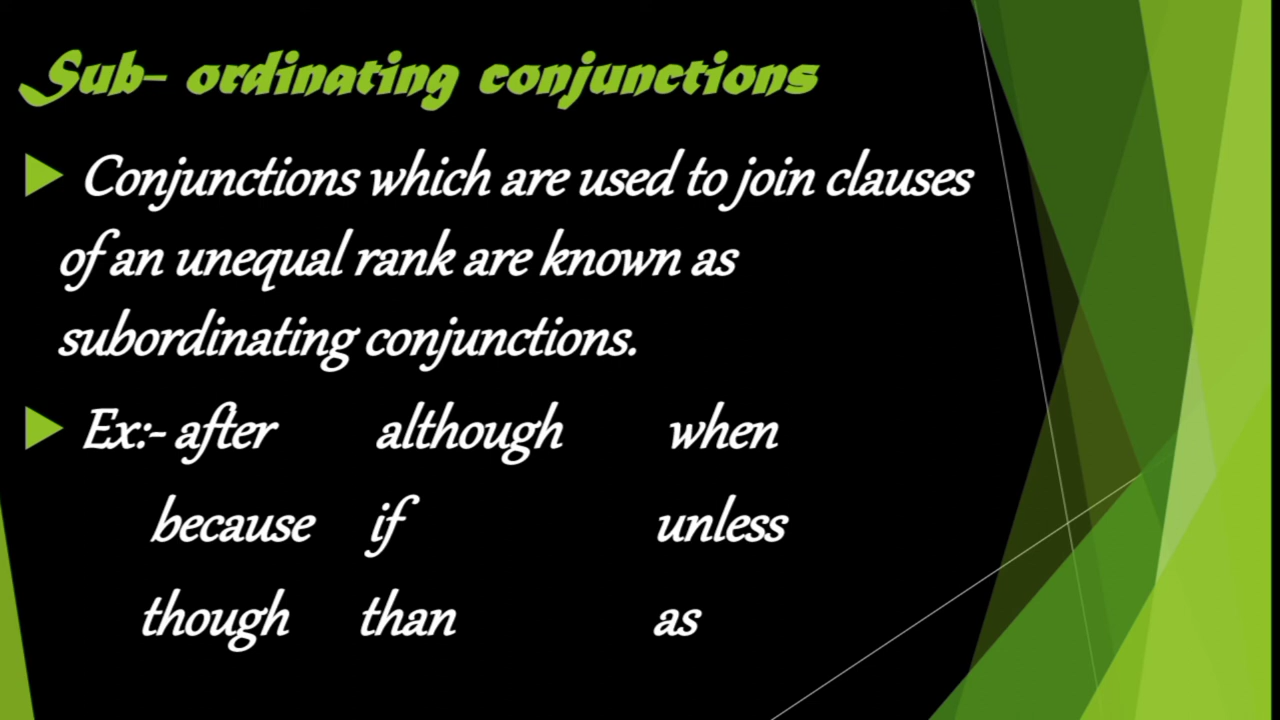 Sub- ordinating conjunctions
Conjunctions which are used to join clauses
of an unequal rank are known as
subordinating conjunctions.
Ex:- after although when
because if unless
though than as